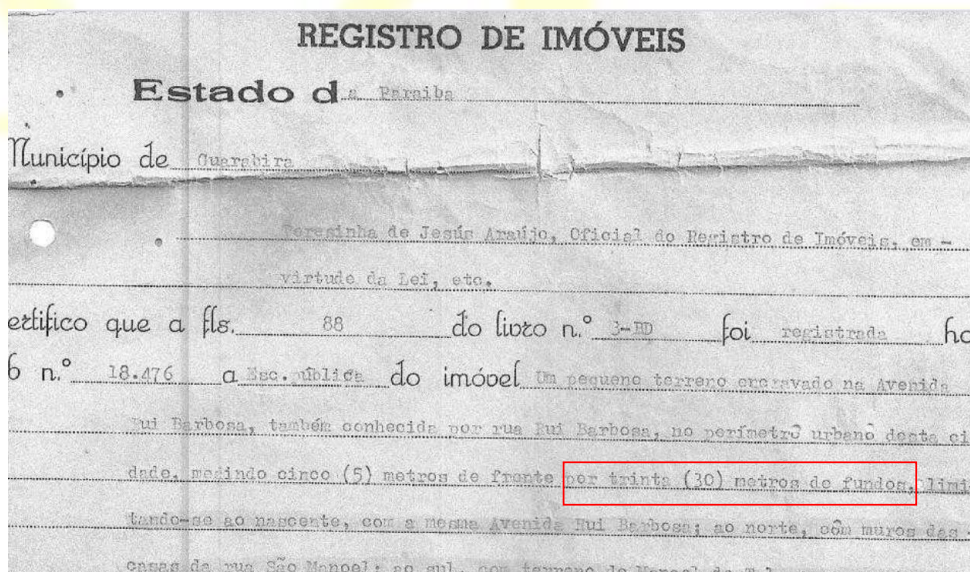 REGISTRO DE IMÓVEIS
Estado da Paraiba
Município de Guarabira
Teresinha de Jesús Araújo, Oficial do Registro de Imóveis, em -
virtude da Lei, etc.
ertifico que a fls. 88 do livro n.º 3-BD foi registrada ho
b n.º 18.476 a Esc. pública do imóvel Um pequeno terreno encravado na Avenida
Rui Barbosa, também conhecida por rua Rui Barbosa, no perímetro urbano desta ci
dade, medindo cinco (5) metros de frente por trinta (30) metros de fundos, limi
tando-se ao nascente, com a mesma Avenida Rui Barbosa; ao norte, com muros das
casas da rua São Manoel; ao sul, com terreno de Manoel